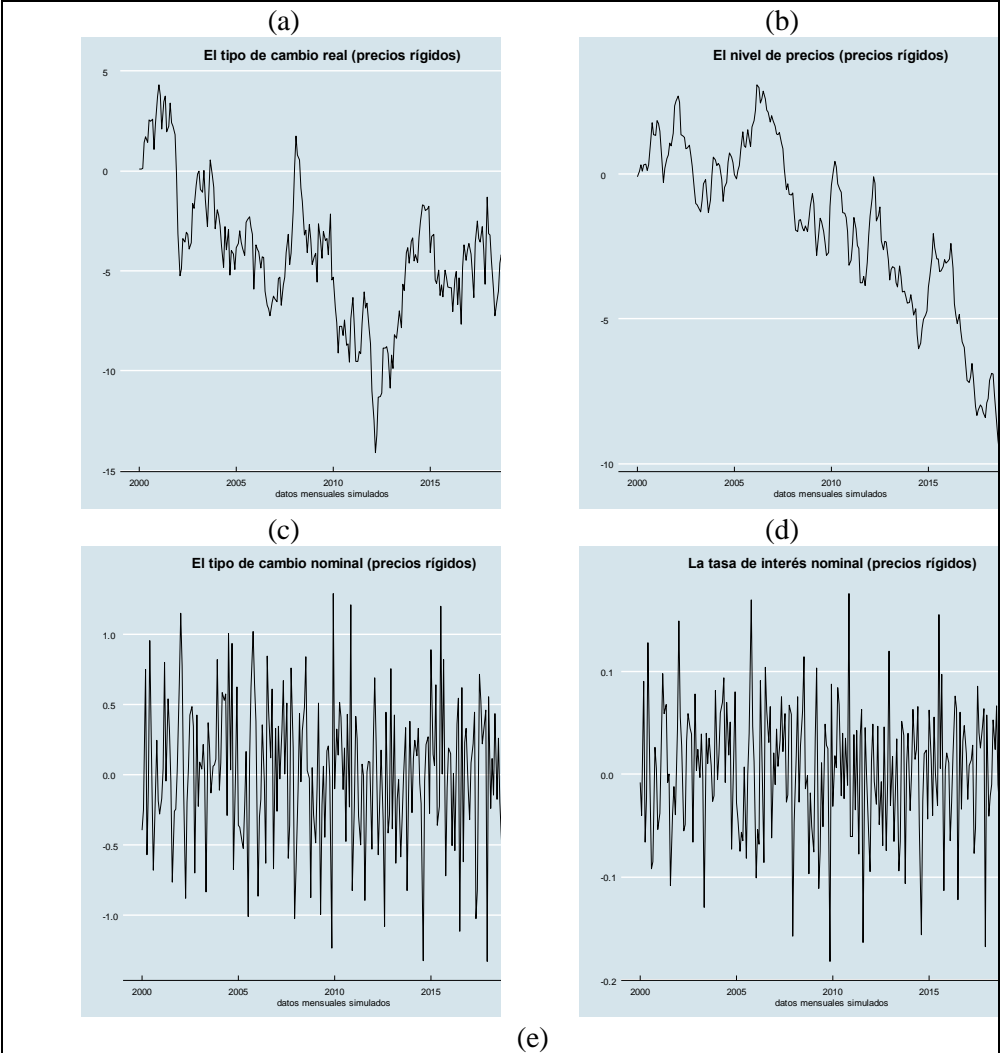 (a)
El tipo de cambio real (precios rígidos)
5
0
-5
-10
-15
2000 2005 2010 2015
datos mensuales simulados
(b)
El nivel de precios (precios rígidos)
0
-5
-10
2000 2005 2010 2015
datos mensuales simulados
(c)
El tipo de cambio nominal (precios rígidos)
1.0
0.5
0.0
-0.5
-1.0
2000 2005 2010 2015
datos mensuales simulados
(d)
La tasa de interés nominal (precios rígidos)
0.1
0.0
-0.1
-0.2
2000 2005 2010 2015
datos mensuales simulados
(e)